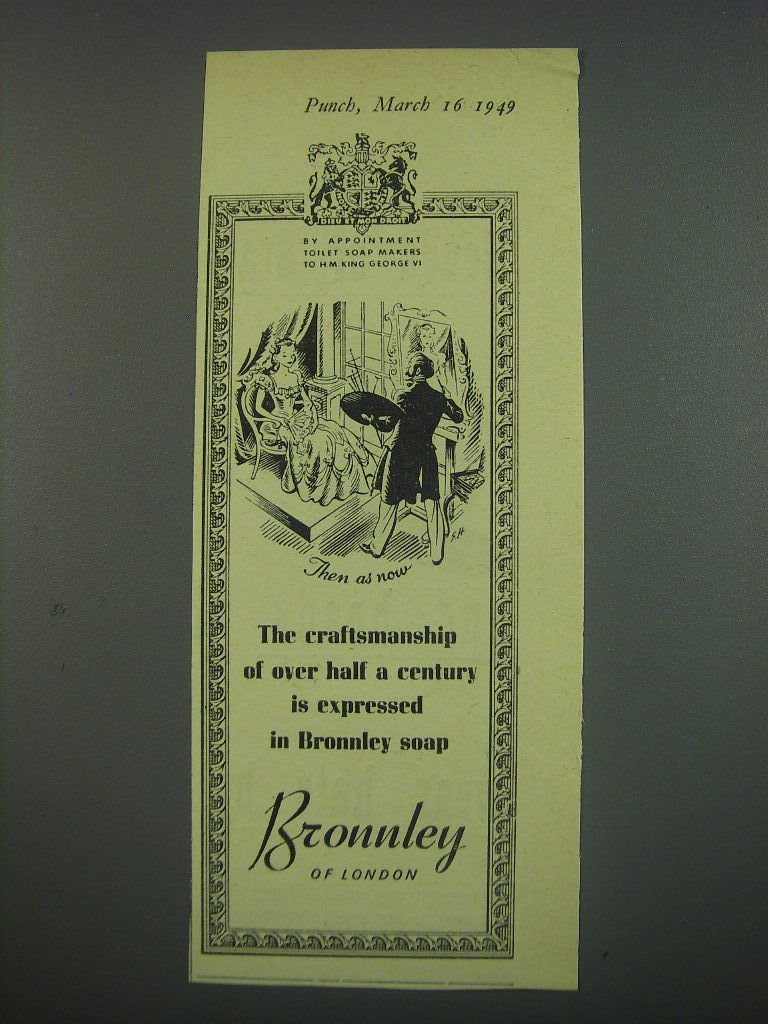 Punch, March 16 1949
DIEU ET MON DROIT
BY APPOINTMENT
TOILET SOAP MAKERS
TO H.M. KING GEORGE VI
S.H
Then as now
The craftsmanship
of over half a century
is expressed
in Bronnley soap
Bronnley
OF LONDON